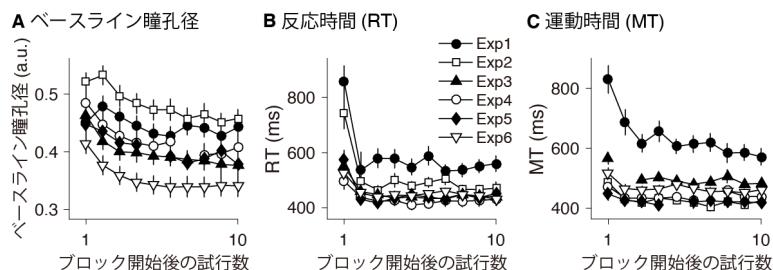 A ベースライン瞳孔径
ベースライン瞳孔径 (a.u.)
0.5
0.4
0.3
1
10
ブロック開始後の試行数
B 反応時間 (RT)
RT (ms)
800
600
400
1
10
ブロック開始後の試行数
Exp1
Exp2
Exp3
Exp4
Exp5
Exp6
C 運動時間 (MT)
MT (ms)
800
600
400
1
10
ブロック開始後の試行数